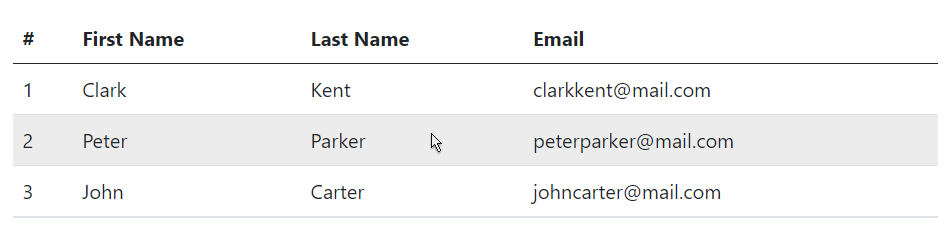 # First Name Last Name Email
1 Clark Kent clarkkent@mail.com
2 Peter Parker peterparker@mail.com
3 John Carter johncarter@mail.com